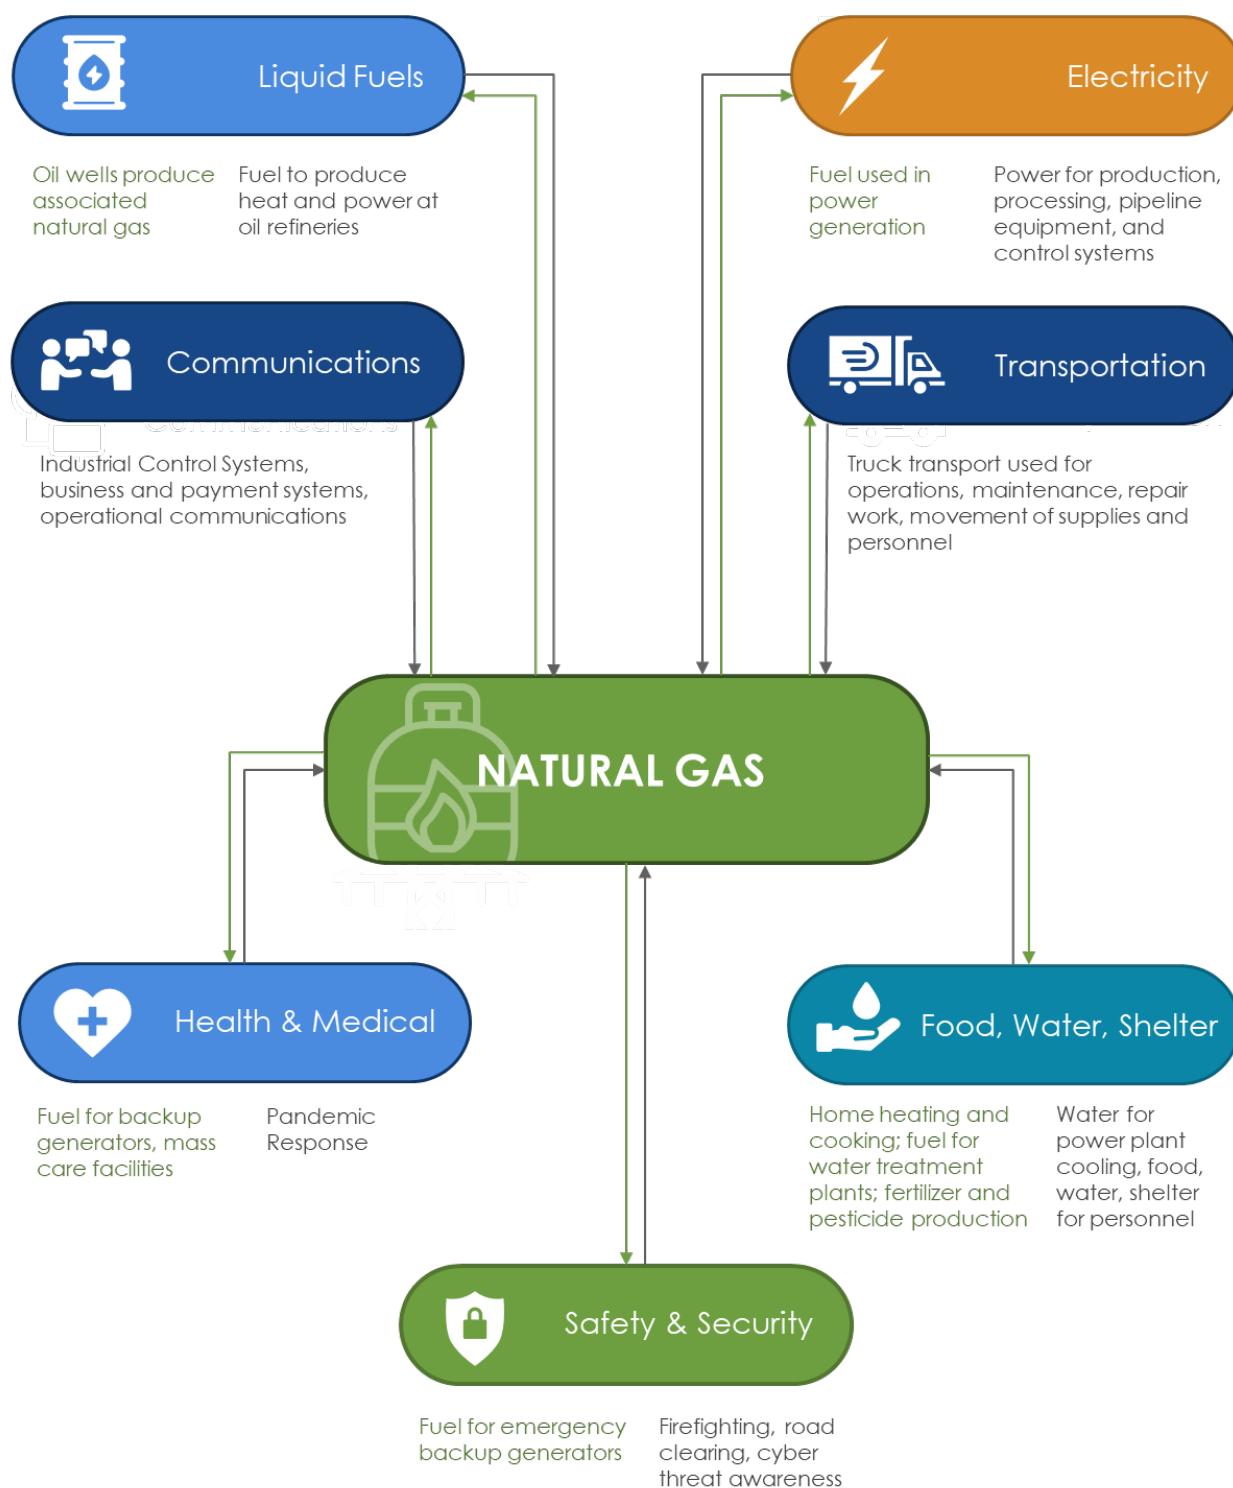 Liquid Fuels
Oil wells produce
associated
natural gas
Fuel to produce
heat and power at
oil refineries
Electricity
Fuel used in
power
generation
Power for production,
processing, pipeline
equipment, and
control systems
Communications
Industrial Control Systems,
business and payment systems,
operational communications
Transportation
Truck transport used for
operations, maintenance, repair
work, movement of supplies and
personnel
NATURAL GAS
Health & Medical
Fuel for backup
generators, mass
care facilities
Pandemic
Response
Food, Water, Shelter
Home heating and
cooking; fuel for
water treatment
plants; fertilizer and
pesticide production
Water for
power plant
cooling, food,
water, shelter
for personnel
Safety & Security
Fuel for emergency
backup generators
Firefighting, road
clearing, cyber
threat awareness